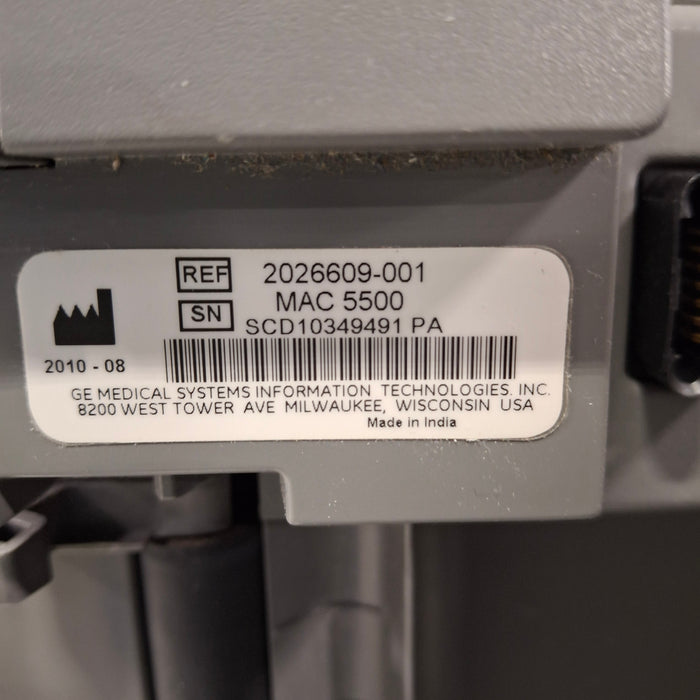 REF 2026609-001
MAC 5500
SN SCD10349491 PA
2010 - 08
GE MEDICAL SYSTEMS INFORMATION TECHNOLOGIES. INC.
8200 WEST TOWER AVE MILWAUKEE, WISCONSIN USA
Made in India